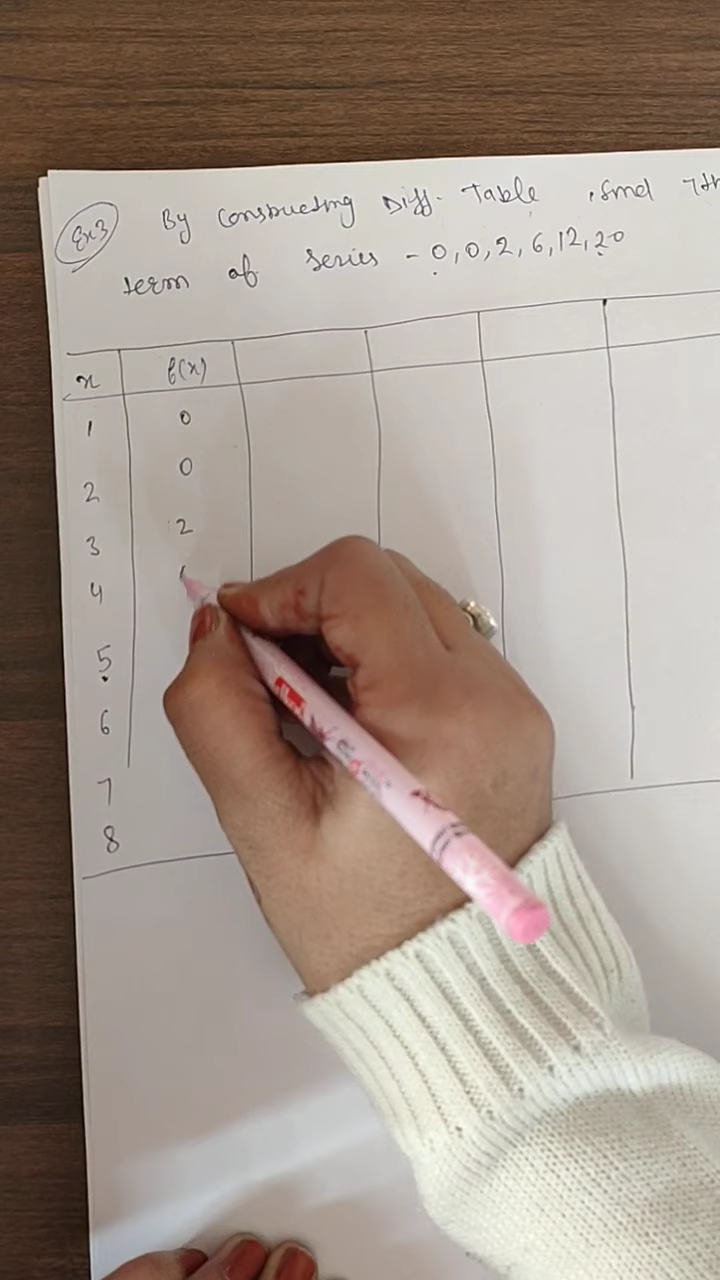 Ex3 By Constructing Diff. Table, find 7th
term of series - 0,0,2,6,12,20
x f(x)
1 0
2 0
3 2
4
5
6
7
8